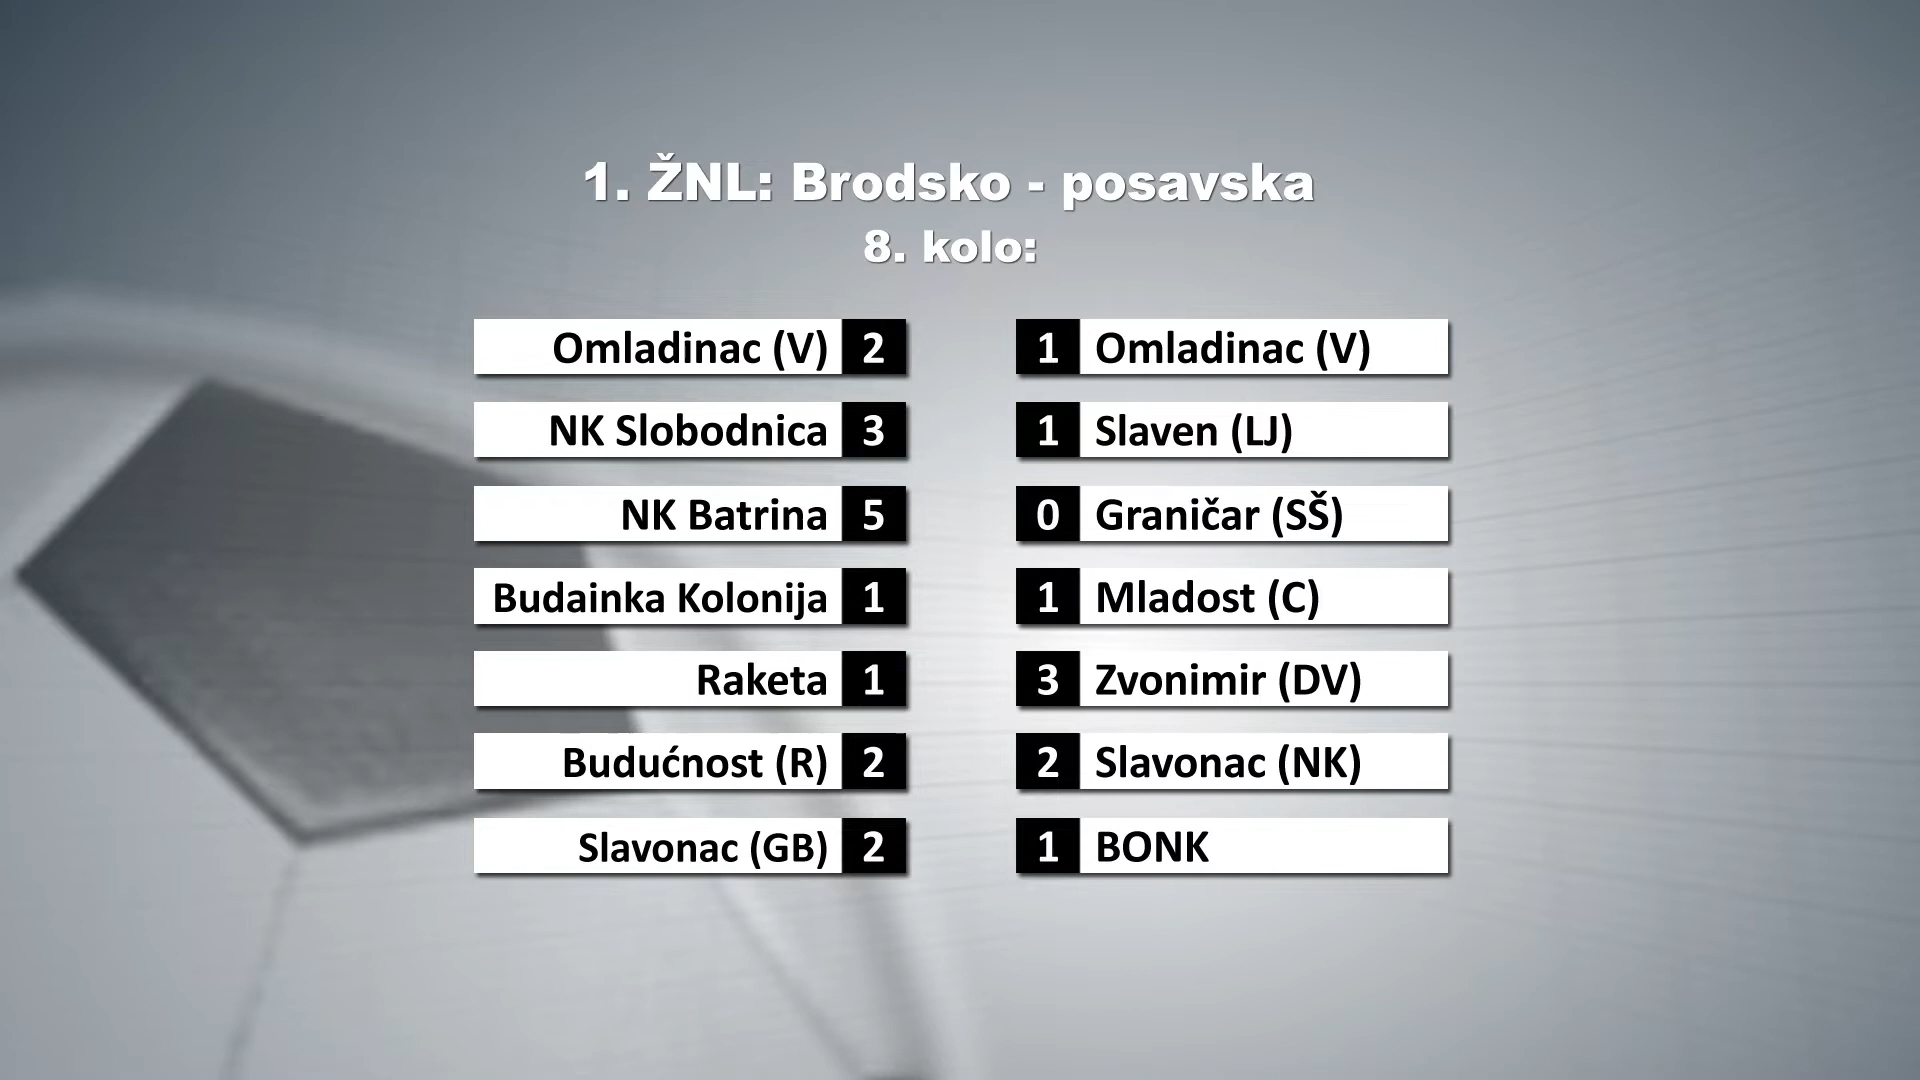 1. ŽNL: Brodsko - posavska
8. kolo:
Omladinac (V) 2 1 Omladinac (V)
NK Slobodnica 3 1 Slaven (LJ)
NK Batrina 5 0 Graničar (SŠ)
Budainka Kolonija 1 1 Mladost (C)
Raketa 1 3 Zvonimir (DV)
Budućnost (R) 2 2 Slavonac (NK)
Slavonac (GB) 2 1 BONK